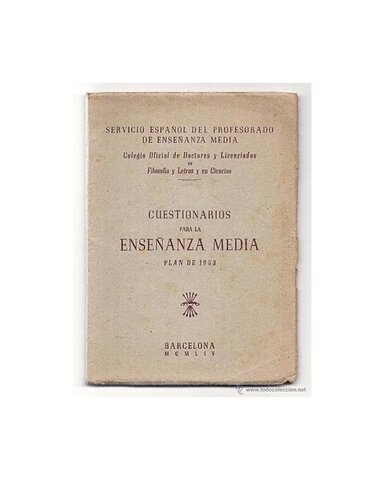 SERVICIO ESPAÑOL DEL PROFESORADO
DE ENSEÑANZA MEDIA
Colegio Oficial de Doctores y Licenciados
en
Filosofía y Letras y en Ciencias
CUESTIONARIOS
PARA LA
ENSEÑANZA MEDIA
PLAN DE 1953
BARCELONA
MCMLIV
www.todocoleccion.net